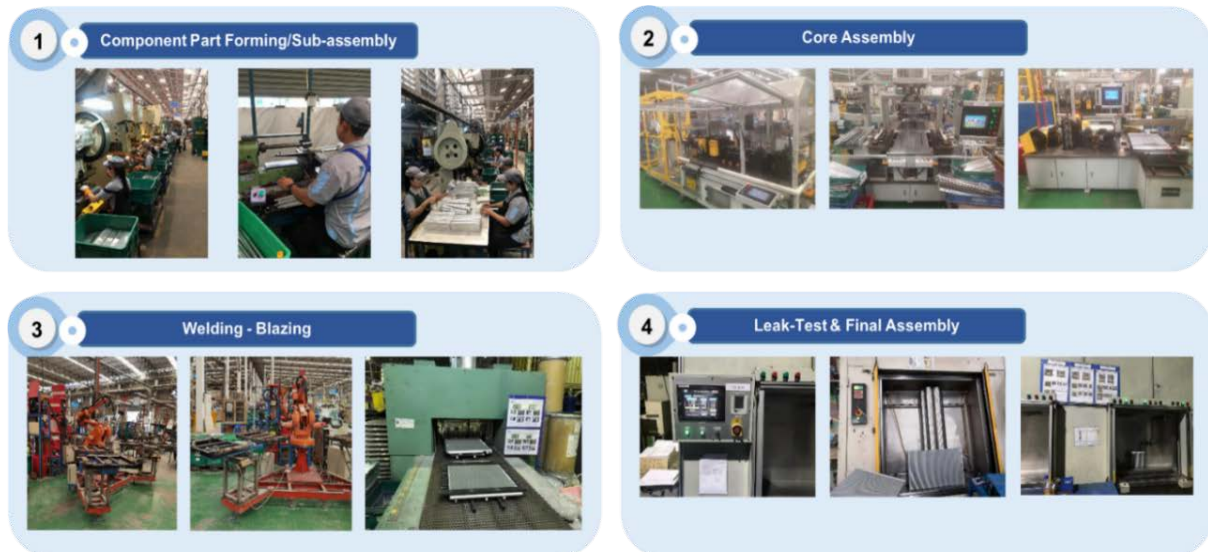 1
Component Part Forming/Sub-assembly
2
Core Assembly
3
Welding - Blazing
4
Leak-Test & Final Assembly